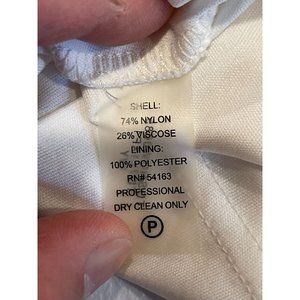 SHELL:
74% NYLON
26% VISCOSE
LINING:
100% POLYESTER
RN# 54163
PROFESSIONAL
DRY CLEAN ONLY
P